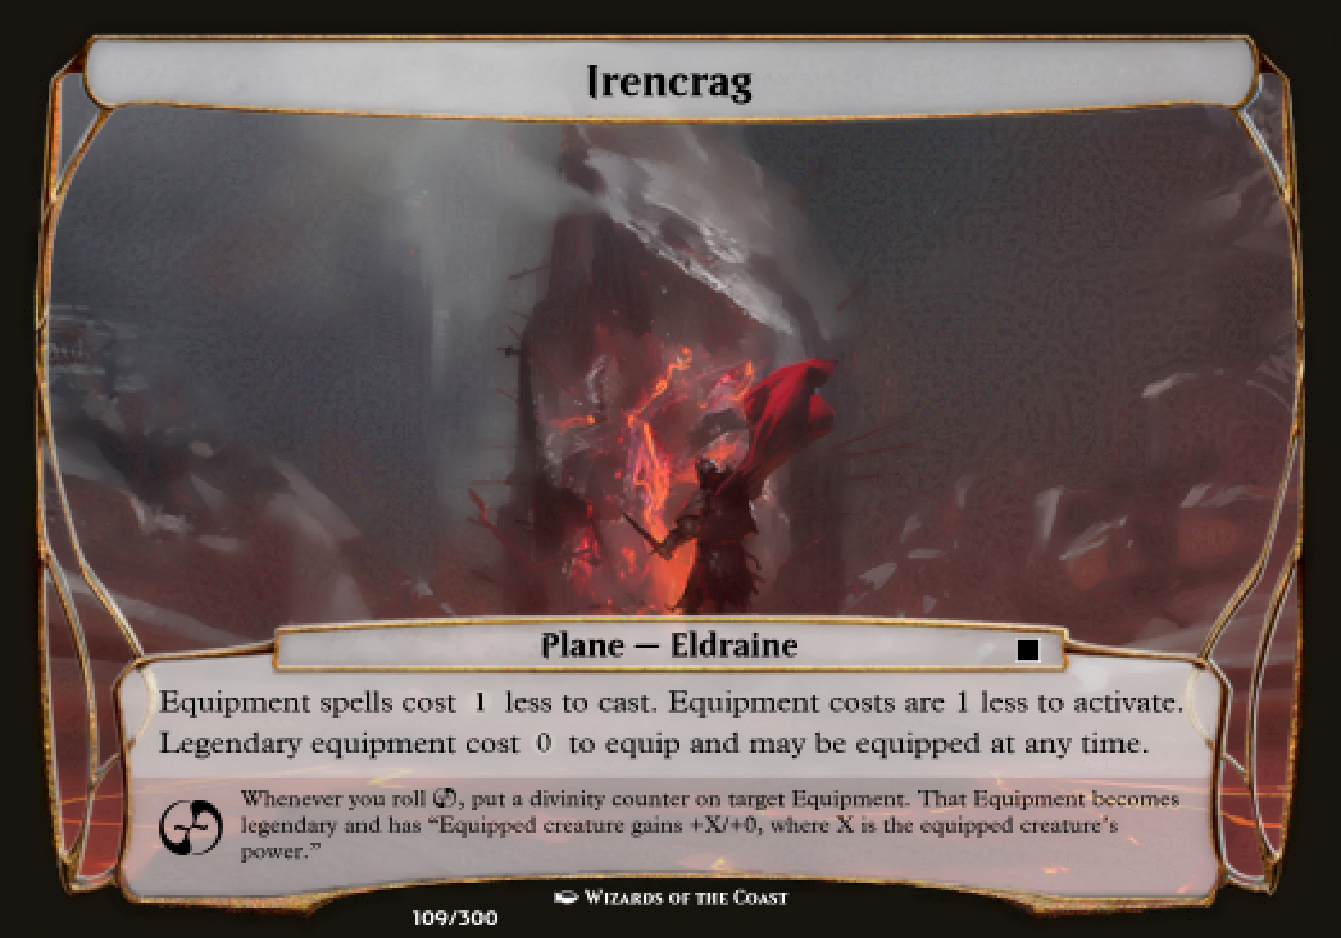 Irencrag
Plane — Eldraine
Equipment spells cost 1 less to cast. Equipment costs are 1 less to activate.
Legendary equipment cost 0 to equip and may be equipped at any time.
Whenever you roll , put a divinity counter on target Equipment. That Equipment becomes
legendary and has “Equipped creature gains +X/+0, where X is the equipped creature’s
power.”
Wizards of the Coast
109/300